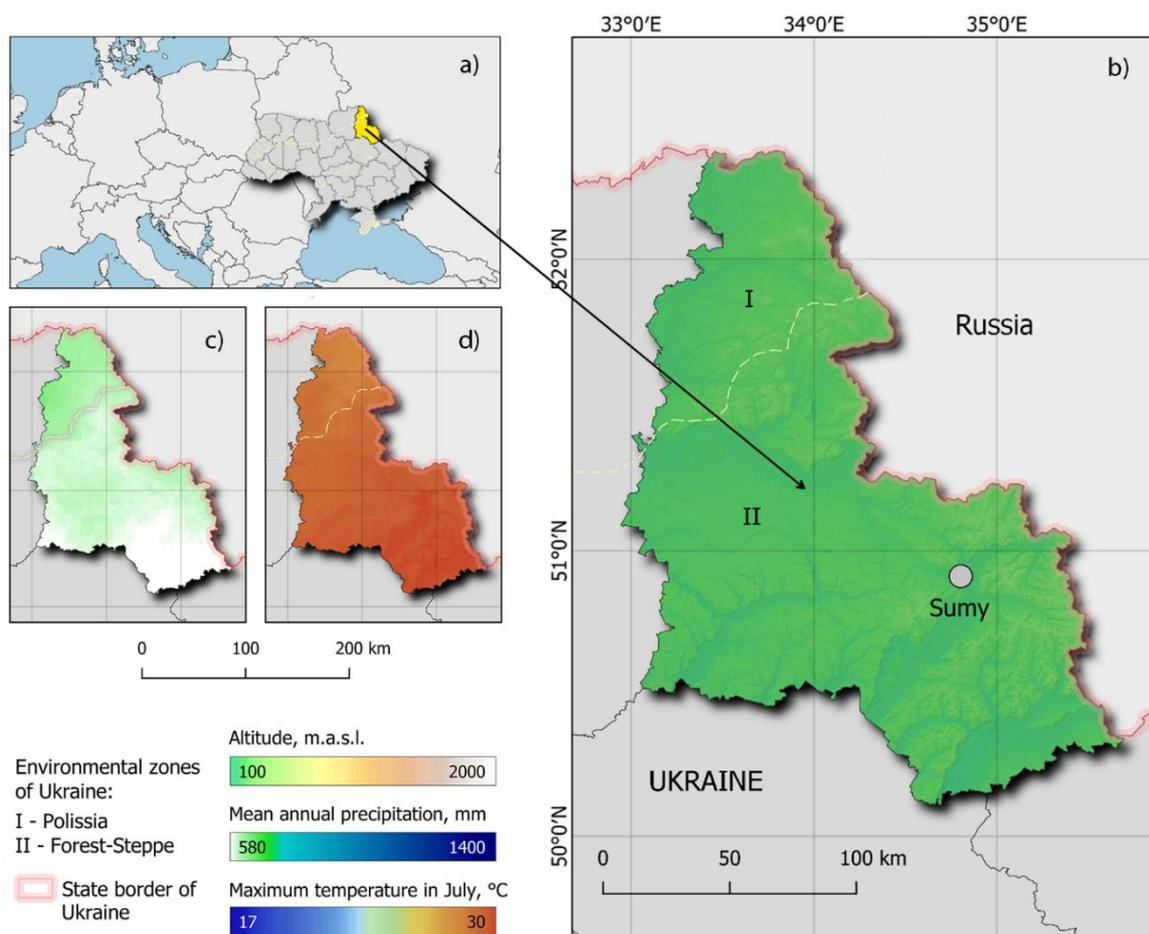 a)
33°0′E
34°0′E
35°0′E
b)
52°0′N
51°0′N
50°0′N
I
II
Russia
Sumy
UKRAINE
0 50 100 km
c)
d)
0 100 200 km
Environmental zones
of Ukraine:
I - Polissia
II - Forest-Steppe
State border of
Ukraine
Altitude, m.a.s.l.
100 2000
Mean annual precipitation, mm
580 1400
Maximum temperature in July, °C
17 30